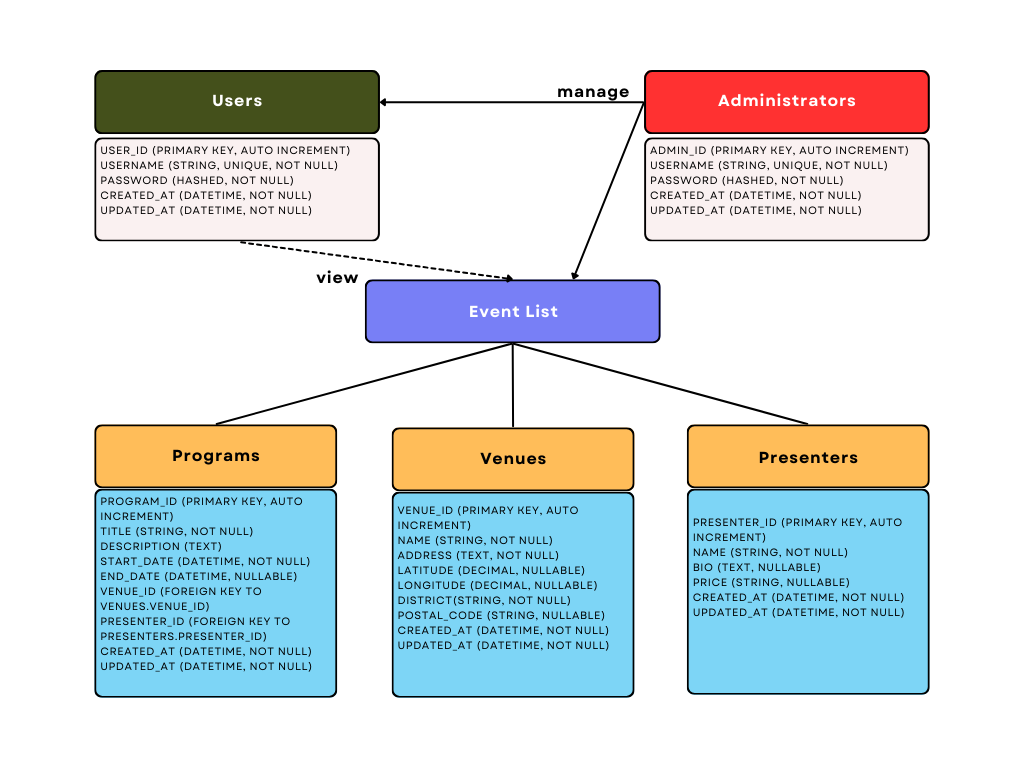 manage
Users
Administrators
USER_ID (PRIMARY KEY, AUTO INCREMENT)
USERNAME (STRING, UNIQUE, NOT NULL)
PASSWORD (HASHED, NOT NULL)
CREATED_AT (DATETIME, NOT NULL)
UPDATED_AT (DATETIME, NOT NULL)
ADMIN_ID (PRIMARY KEY, AUTO INCREMENT)
USERNAME (STRING, UNIQUE, NOT NULL)
PASSWORD (HASHED, NOT NULL)
CREATED_AT (DATETIME, NOT NULL)
UPDATED_AT (DATETIME, NOT NULL)
view
Event List
Programs
Venues
Presenters
PROGRAM_ID (PRIMARY KEY, AUTO
INCREMENT)
TITLE (STRING, NOT NULL)
DESCRIPTION (TEXT)
START_DATE (DATETIME, NOT NULL)
END_DATE (DATETIME, NULLABLE)
VENUE_ID (FOREIGN KEY TO
VENUES.VENUE_ID)
PRESENTER_ID (FOREIGN KEY TO
PRESENTERS.PRESENTER_ID)
CREATED_AT (DATETIME, NOT NULL)
UPDATED_AT (DATETIME, NOT NULL)
VENUE_ID (PRIMARY KEY, AUTO
INCREMENT)
NAME (STRING, NOT NULL)
ADDRESS (TEXT, NOT NULL)
LATITUDE (DECIMAL, NULLABLE)
LONGITUDE (DECIMAL, NULLABLE)
DISTRICT(STRING, NOT NULL)
POSTAL_CODE (STRING, NULLABLE)
CREATED_AT (DATETIME, NOT NULL)
UPDATED_AT (DATETIME, NOT NULL)
PRESENTER_ID (PRIMARY KEY, AUTO
INCREMENT)
NAME (STRING, NOT NULL)
BIO (TEXT, NULLABLE)
PRICE (STRING, NULLABLE)
CREATED_AT (DATETIME, NOT NULL)
UPDATED_AT (DATETIME, NOT NULL)